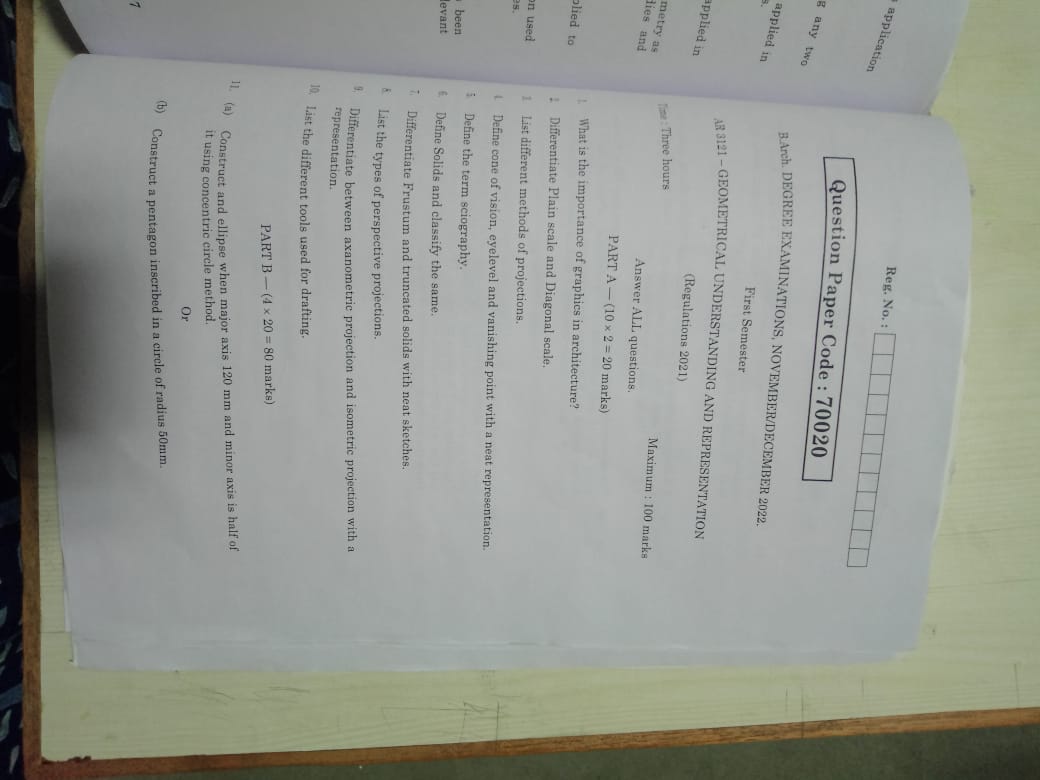 application
g any two
applied in
s.
applied in
metry as
dies and
plied to
on used
es.
been
levant
7
Reg. No. :
Question Paper Code : 70020
B.Arch. DEGREE EXAMINATIONS, NOVEMBER/DECEMBER 2022.
First Semester
AR 3121 – GEOMETRICAL UNDERSTANDING AND REPRESENTATION
(Regulations 2021)
Time : Three hours Maximum : 100 marks
Answer ALL questions.
PART A — (10 × 2 = 20 marks)
1. What is the importance of graphics in architecture?
2. Differentiate Plain scale and Diagonal scale.
3. List different methods of projections.
4. Define cone of vision, eyelevel and vanishing point with a neat representation.
5. Define the term sciography.
6. Define Solids and classify the same.
7. Differentiate Frustum and truncated solids with neat sketches.
8. List the types of perspective projections.
9. Differentiate between axanometric projection and isometric projection with a
representation.
10. List the different tools used for drafting.
PART B — (4 × 20 = 80 marks)
11. (a) Construct and ellipse when major axis 120 mm and minor axis is half of
it using concentric circle method.
Or
(b) Construct a pentagon inscribed in a circle of radius 50mm.